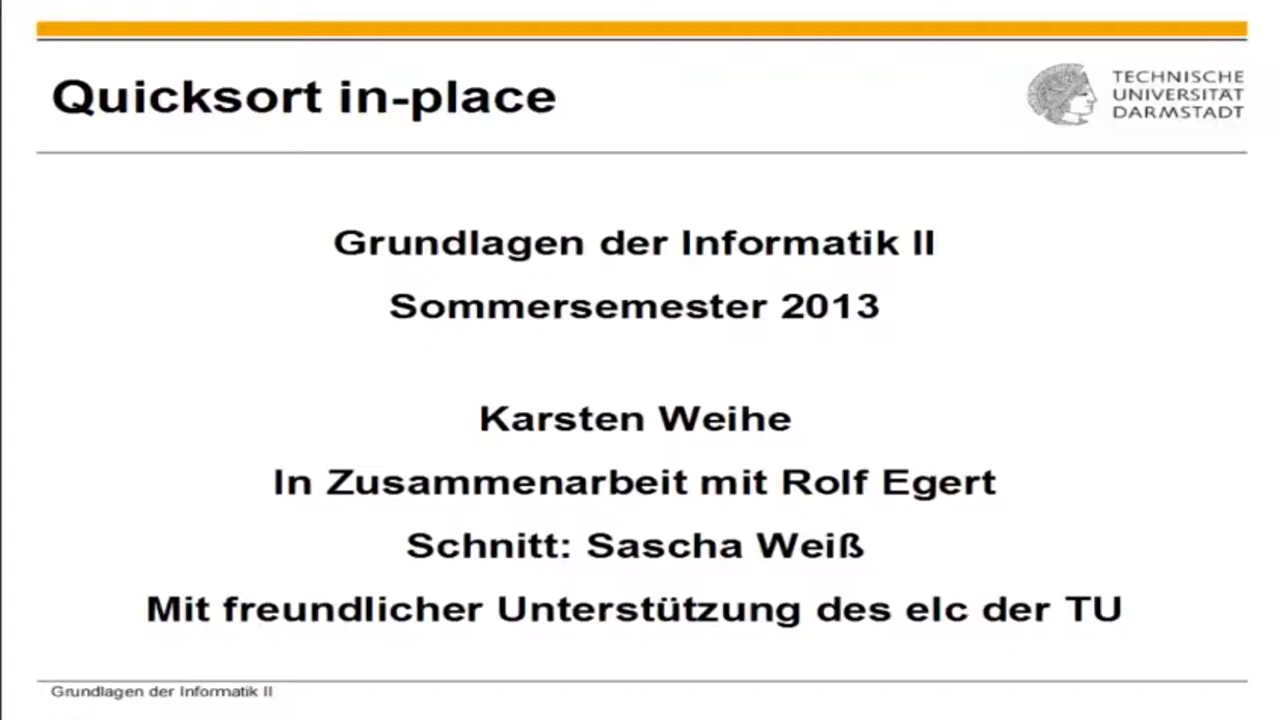 Quicksort in-place
TECHNISCHE
UNIVERSITÄT
DARMSTADT
Grundlagen der Informatik II
Sommersemester 2013
Karsten Weihe
In Zusammenarbeit mit Rolf Egert
Schnitt: Sascha Weiß
Mit freundlicher Unterstützung des elc der TU
Grundlagen der Informatik II